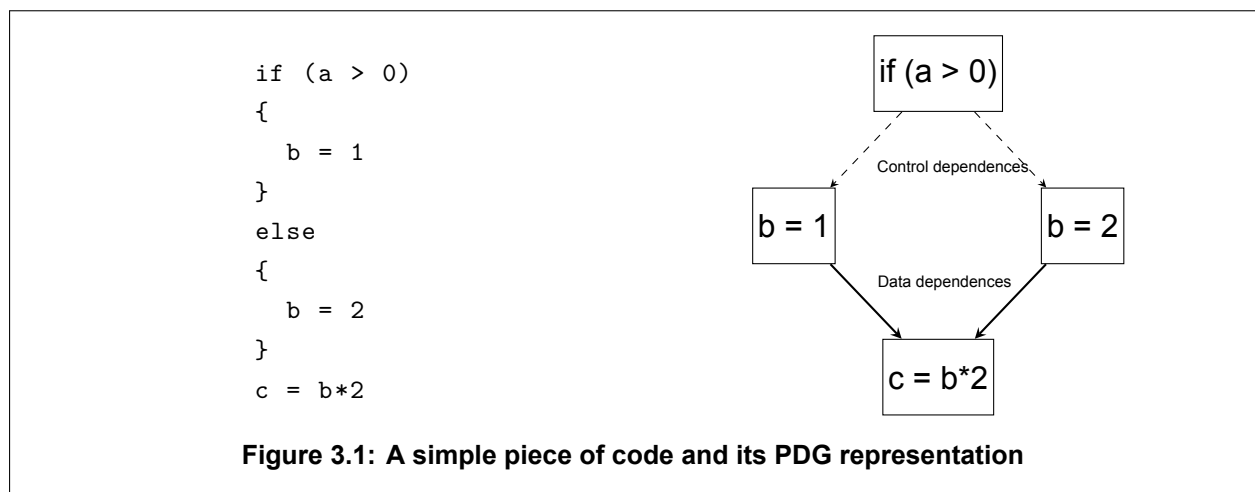 if (a > 0)
{
b = 1
}
else
{
b = 2
}
c = b*2
if (a > 0)
Control dependences
b = 1
b = 2
Data dependences
c = b*2
Figure 3.1: A simple piece of code and its PDG representation